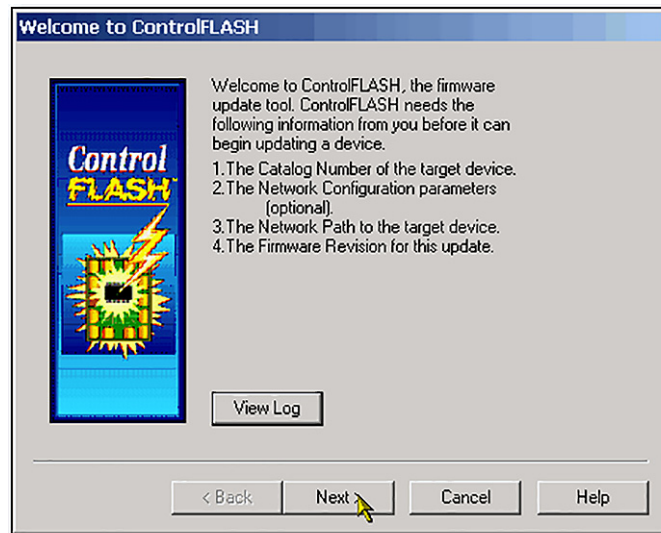 Welcome to ControlFLASH
Welcome to ControlFLASH, the firmware
update tool. ControlFLASH needs the
following information from you before it can
begin updating a device.
1.The Catalog Number of the target device.
2.The Network Configuration parameters
(optional).
3.The Network Path to the target device.
4.The Firmware Revision for this update.
Control
FLASH™
View Log
< Back Next > Cancel Help